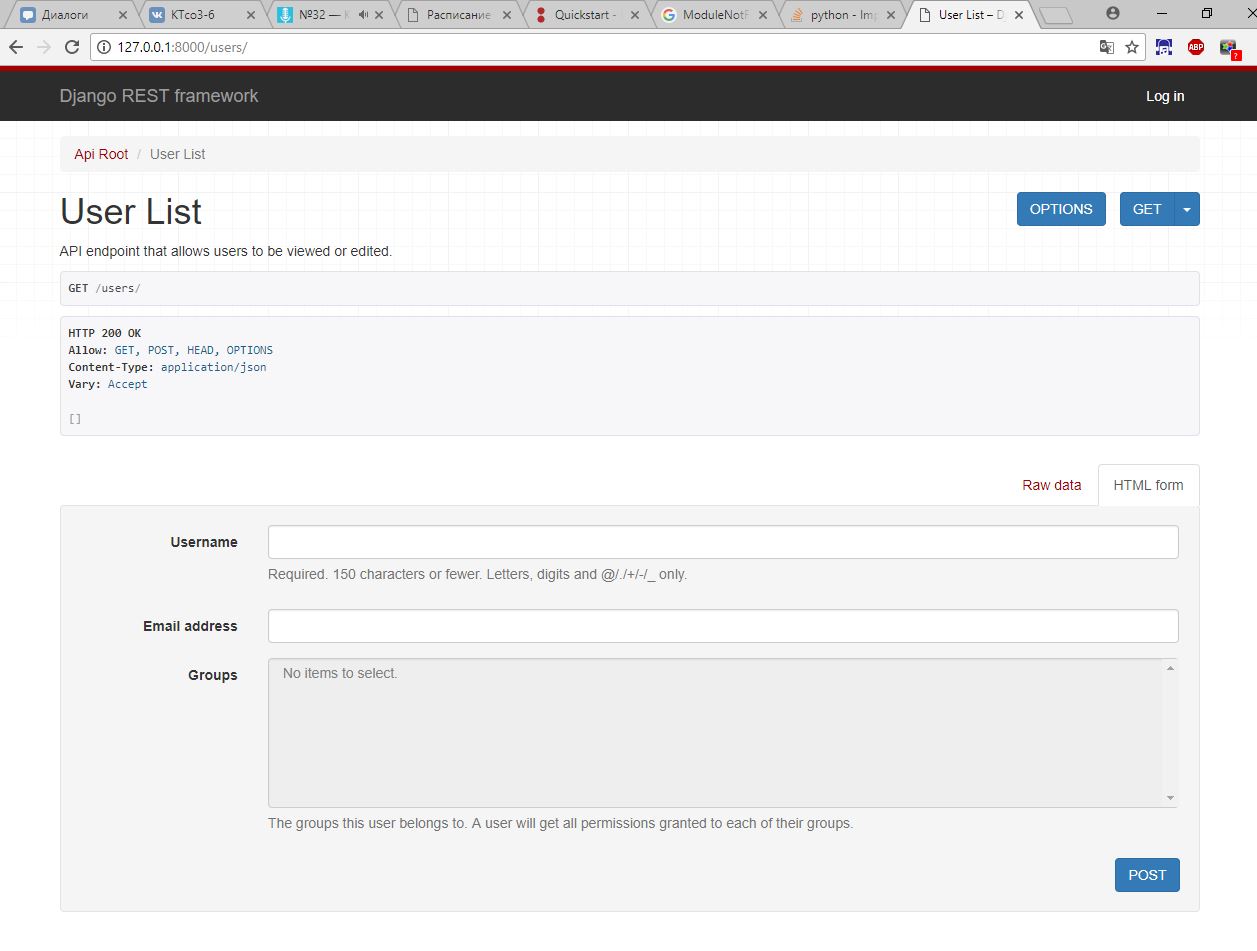 Диалоги
КТсо3-6
№32 —
Расписание
Quickstart -
ModuleNotF
python - Imp
User List – D
127.0.0.1:8000/users/
ABP
?
Django REST framework
Log in
Api Root / User List
User List
OPTIONS
GET
API endpoint that allows users to be viewed or edited.
GET /users/
HTTP 200 OK
Allow: GET, POST, HEAD, OPTIONS
Content-Type: application/json
Vary: Accept
[]
Raw data
HTML form
Username
Required. 150 characters or fewer. Letters, digits and @/./+/-/_ only.
Email address
Groups
No items to select.
The groups this user belongs to. A user will get all permissions granted to each of their groups.
POST